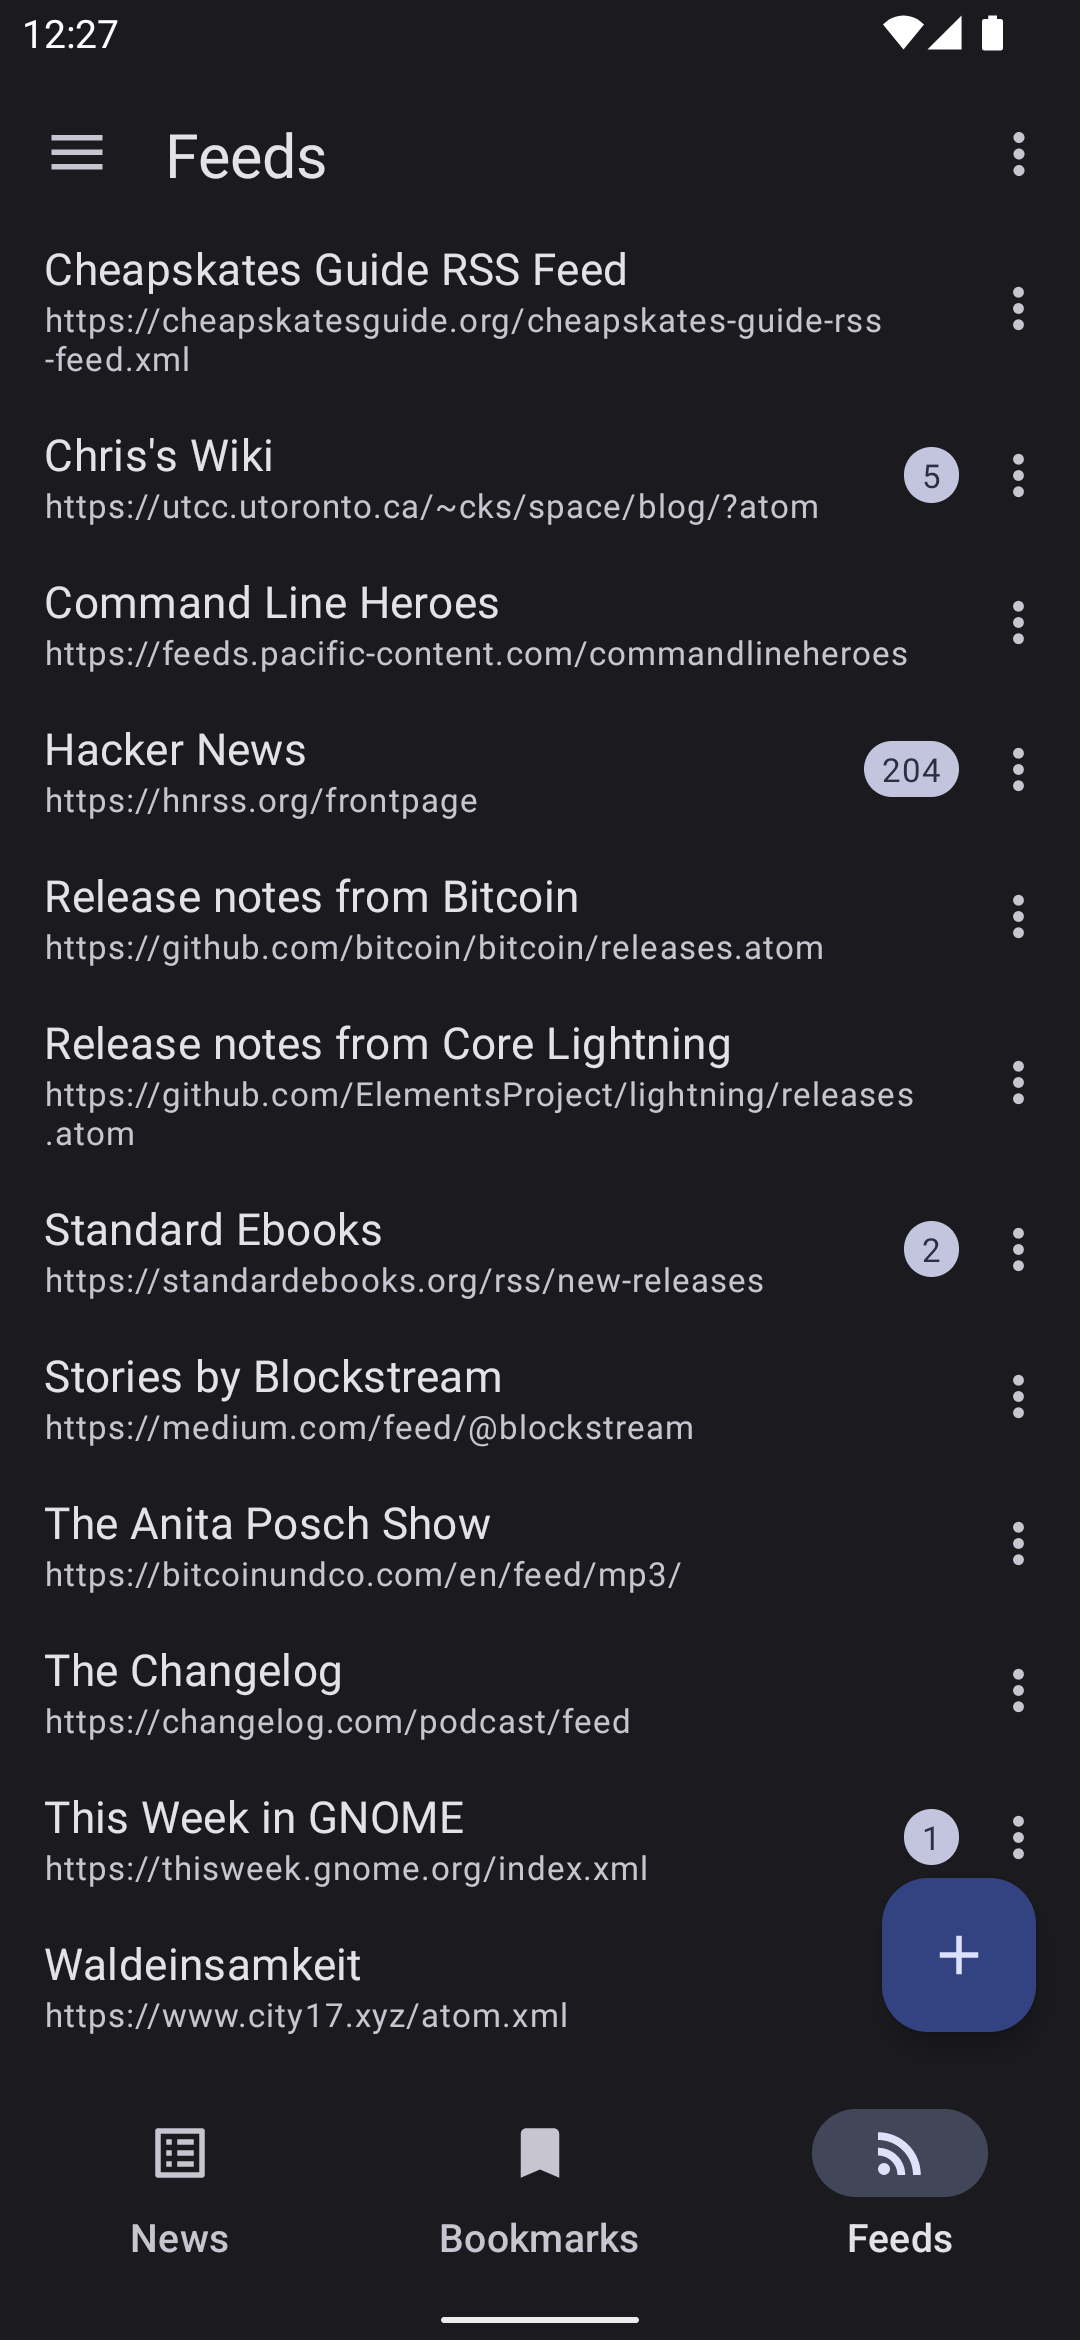 12:27
Feeds
Cheapskates Guide RSS Feed
https://cheapskatesguide.org/cheapskates-guide-rss
-feed.xml
Chris's Wiki
https://utcc.utoronto.ca/~cks/space/blog/?atom
5
Command Line Heroes
https://feeds.pacific-content.com/commandlineheroes
Hacker News
https://hnrss.org/frontpage
204
Release notes from Bitcoin
https://github.com/bitcoin/bitcoin/releases.atom
Release notes from Core Lightning
https://github.com/ElementsProject/lightning/releases
.atom
Standard Ebooks
https://standardebooks.org/rss/new-releases
2
Stories by Blockstream
https://medium.com/feed/@blockstream
The Anita Posch Show
https://bitcoinundco.com/en/feed/mp3/
The Changelog
https://changelog.com/podcast/feed
This Week in GNOME
https://thisweek.gnome.org/index.xml
1
Waldeinsamkeit
https://www.city17.xyz/atom.xml
News
Bookmarks
Feeds